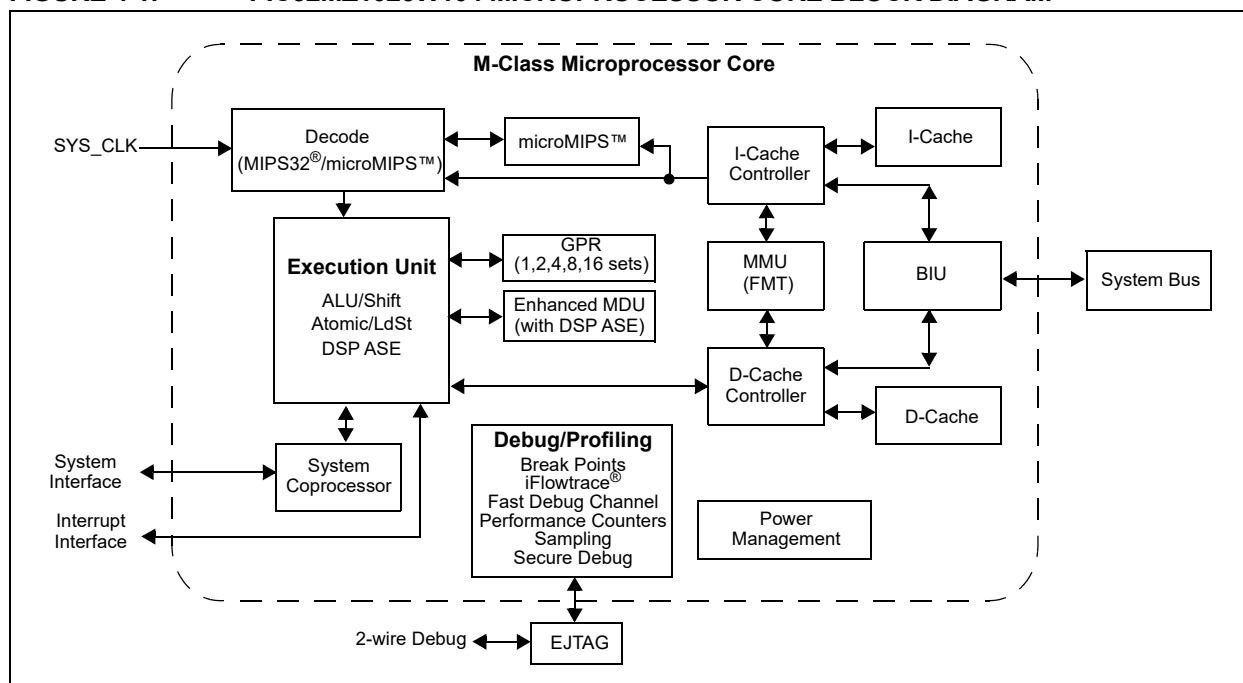 M-Class Microprocessor Core
SYS_CLK
Decode
(MIPS32®/microMIPS™)
microMIPS™
I-Cache
Controller
I-Cache
Execution Unit
ALU/Shift
Atomic/LdSt
DSP ASE
GPR
(1,2,4,8,16 sets)
Enhanced MDU
(with DSP ASE)
MMU
(FMT)
BIU
System Bus
D-Cache
Controller
D-Cache
System
Interface
System
Coprocessor
Interrupt
Interface
Debug/Profiling
Break Points
iFlowtrace®
Fast Debug Channel
Performance Counters
Sampling
Secure Debug
Power
Management
2-wire Debug
EJTAG